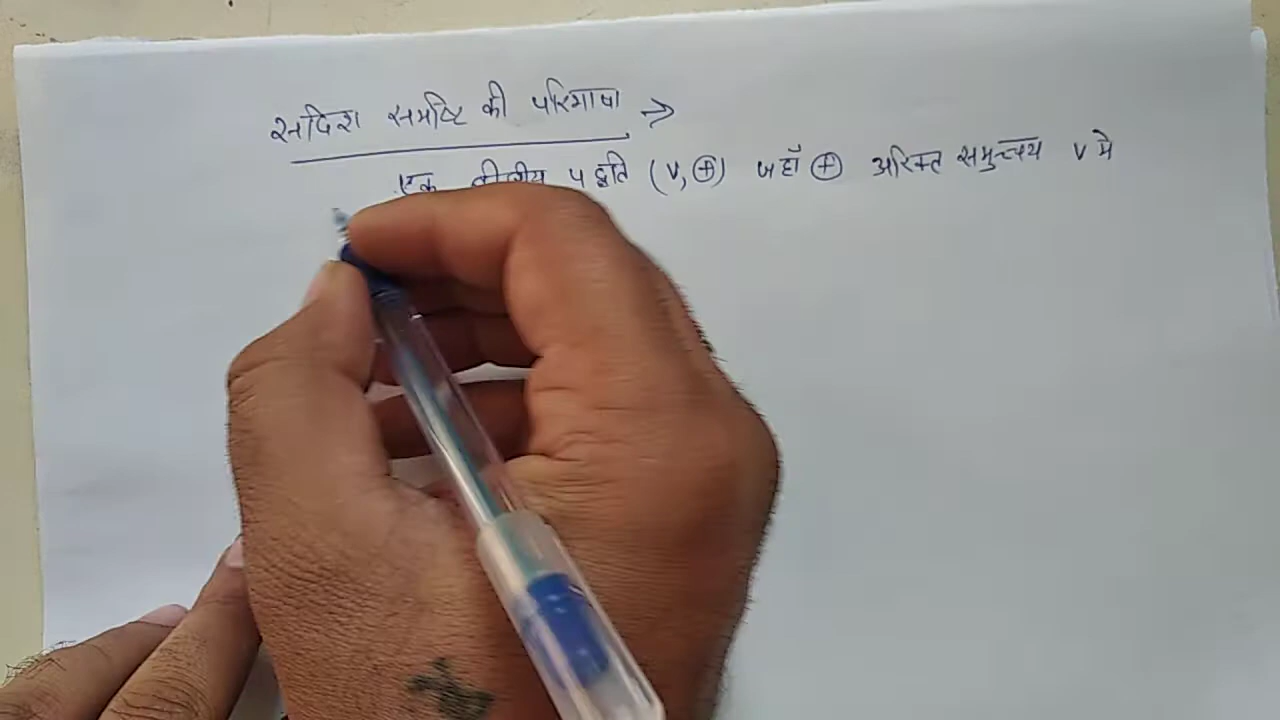 सदिश समष्टि की परिभाषा →
एक बीजीय पद्धति (V, ⊕) जहाँ ⊕ अरिक्त समुच्चय V में